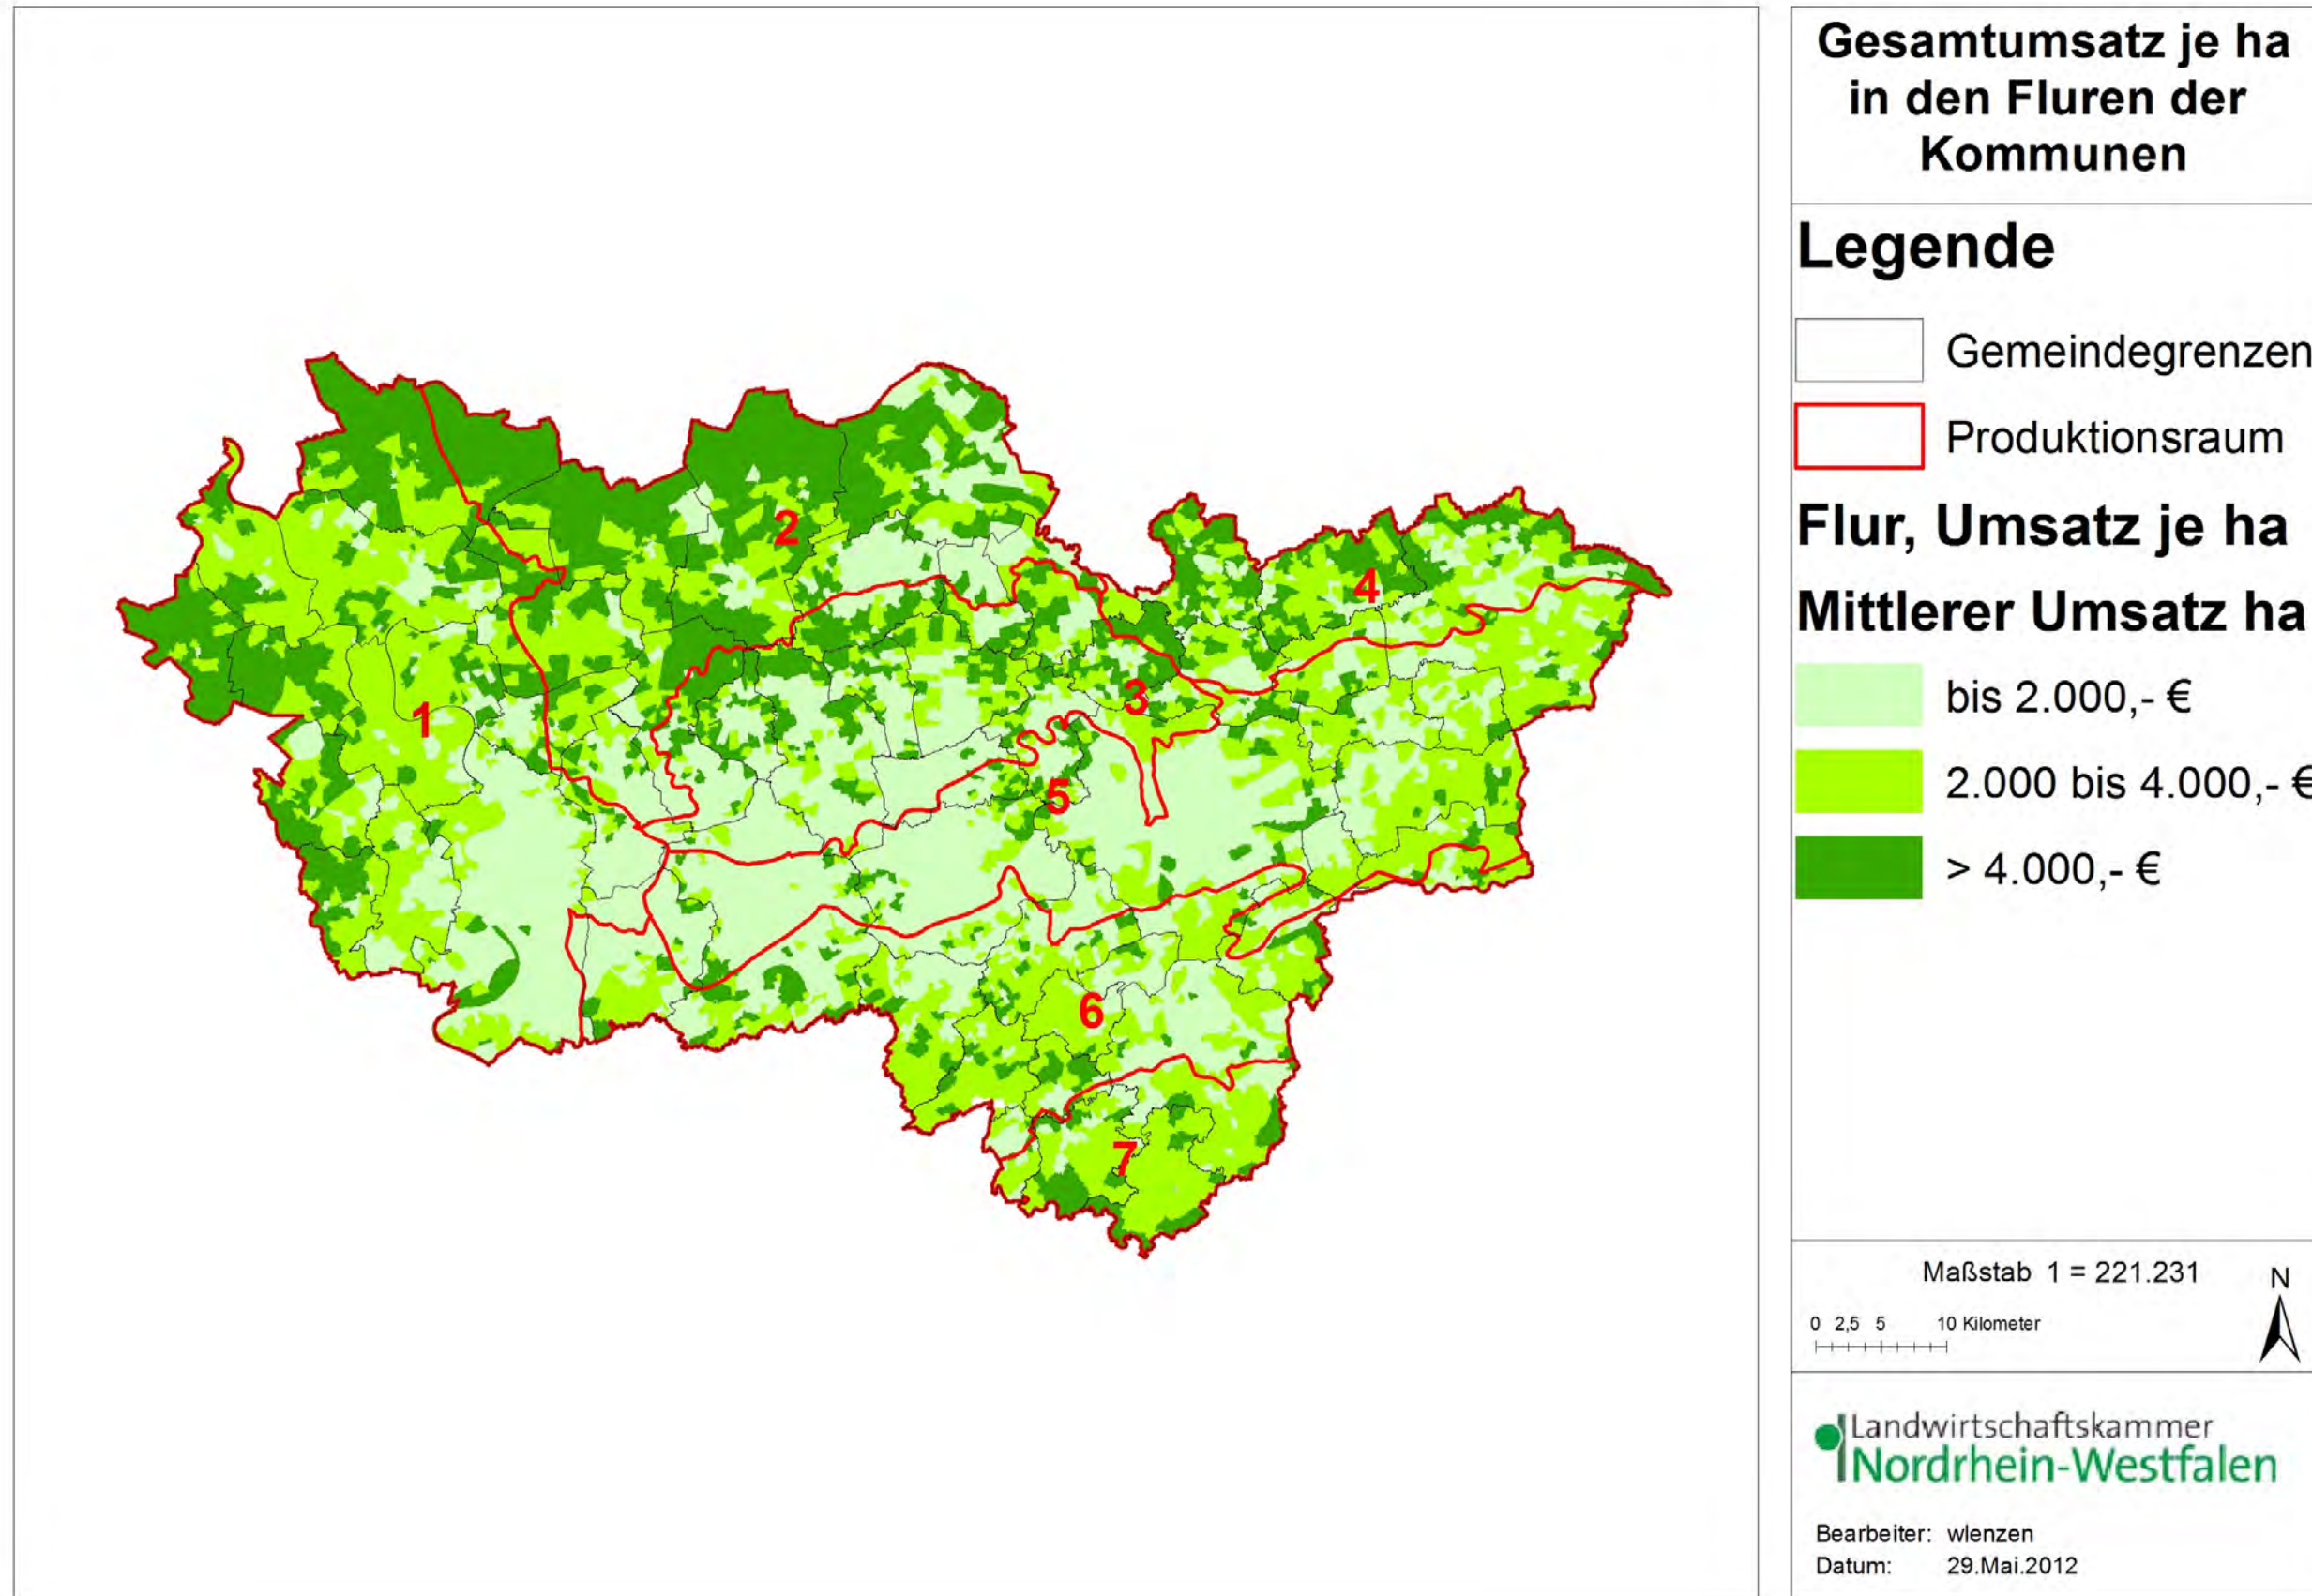 Gesamtumsatz je ha
in den Fluren der
Kommunen
Legende
Gemeindegrenzen
Produktionsraum
Flur, Umsatz je ha
Mittlerer Umsatz ha
bis 2.000,- €
2.000 bis 4.000,- €
> 4.000,- €
2
4
3
1
5
6
7
Maßstab 1 = 221.231
N
0 2,5 5 10 Kilometer
Landwirtschaftskammer
Nordrhein-Westfalen
Bearbeiter: wlenzen
Datum: 29.Mai.2012